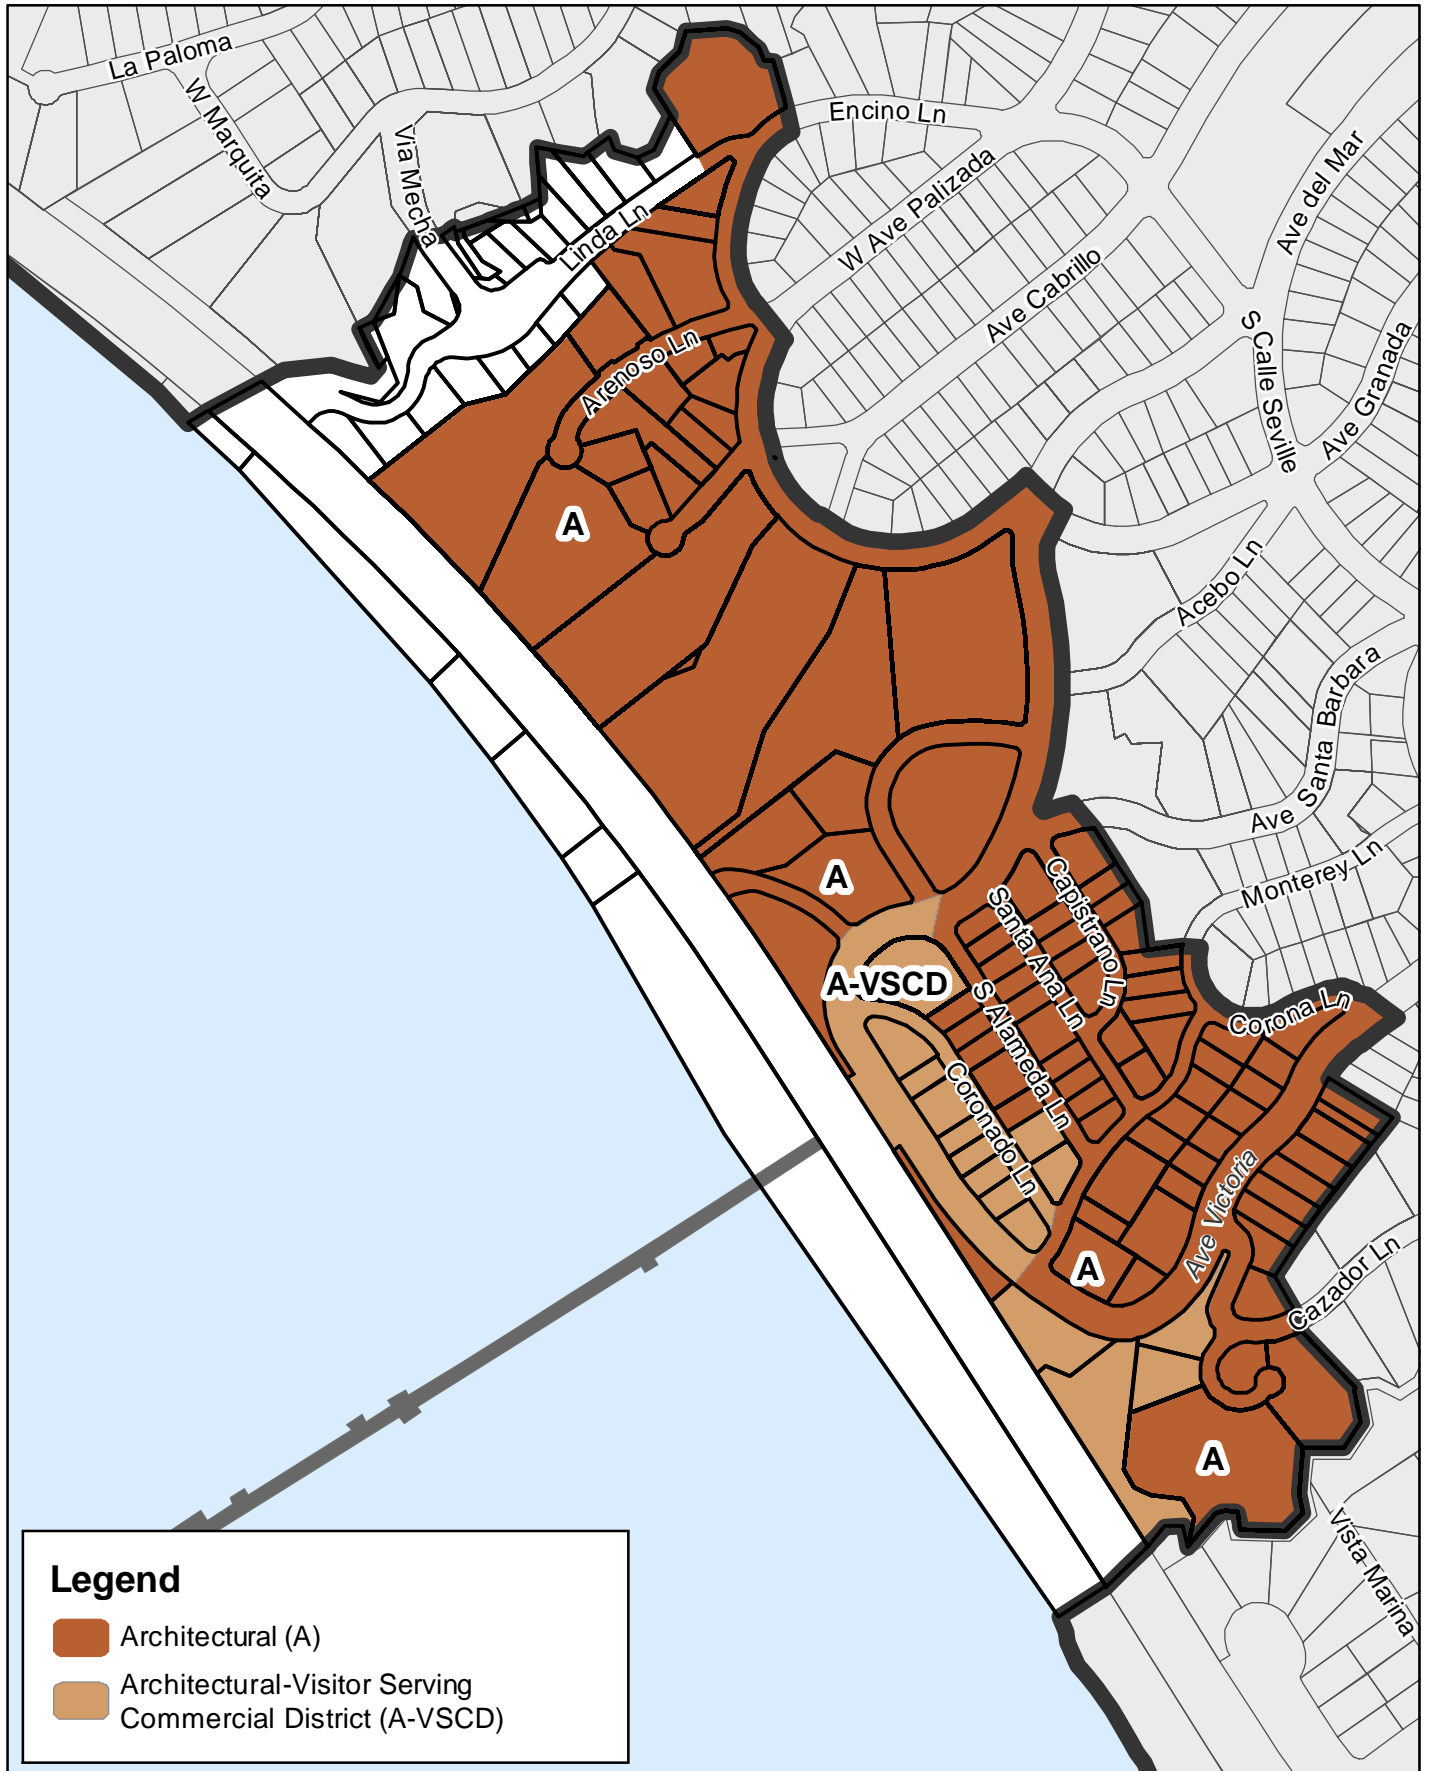 La Paloma
W Marquita
Via Mecha
Encino Ln
W Ave Palizada
Ave del Mar
Linda Ln
Ave Cabrillo
S Calle Seville
Ave Granada
Arenoso Ln
A
Acebo Ln
Ave Santa Barbara
Monterey Ln
A
Capistrano Ln
Santa Ana Ln
A-VSCD
S Alameda Ln
Corona Ln
Coronado Ln
Ave Victoria
A
Cazador Ln
A
Vista Marina
Legend
Architectural (A)
Architectural-Visitor Serving
Commercial District (A-VSCD)